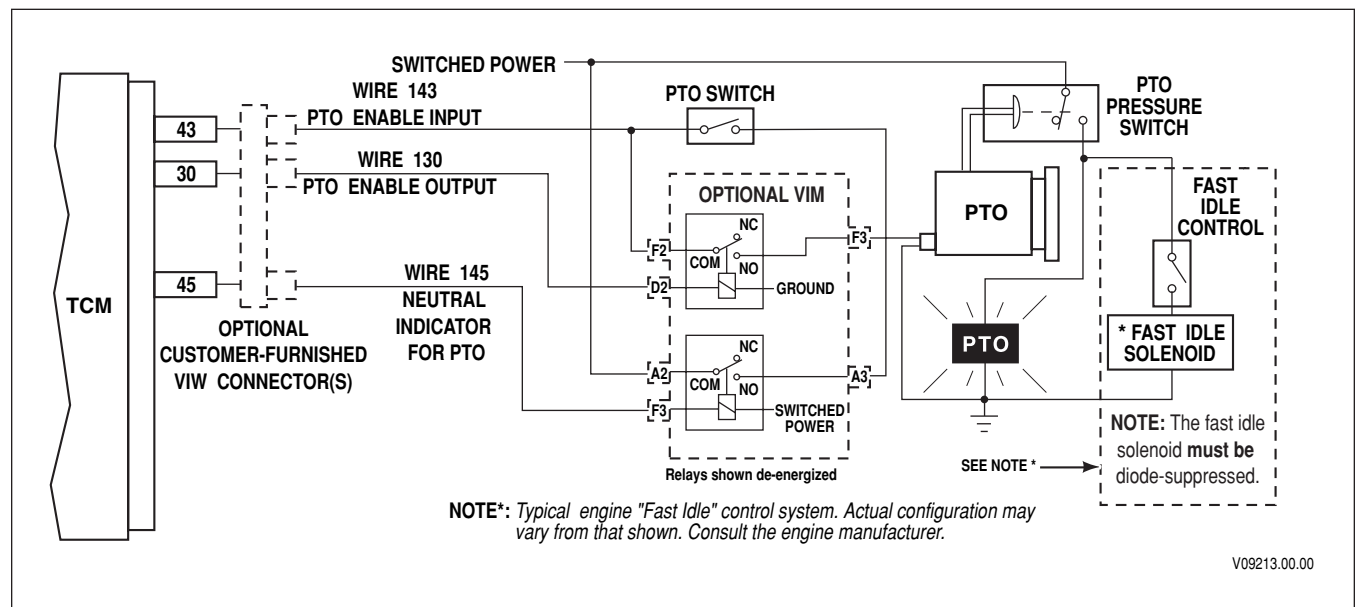 SWITCHED POWER
WIRE 143
PTO ENABLE INPUT
PTO SWITCH
PTO
PRESSURE
SWITCH
43
30
WIRE 130
PTO ENABLE OUTPUT
OPTIONAL VIM
NC
COM
NO
F2
F3
D2
GROUND
PTO
FAST
IDLE
CONTROL
TCM
45
WIRE 145
NEUTRAL
INDICATOR
FOR PTO
OPTIONAL
CUSTOMER-FURNISHED
VIW CONNECTOR(S)
NC
COM
NO
A2
A3
F3
SWITCHED
POWER
Relays shown de-energized
PTO
* FAST IDLE
SOLENOID
NOTE: The fast idle
solenoid must be
diode-suppressed.
SEE NOTE *
NOTE*: Typical engine "Fast Idle" control system. Actual configuration may
vary from that shown. Consult the engine manufacturer.
V09213.00.00